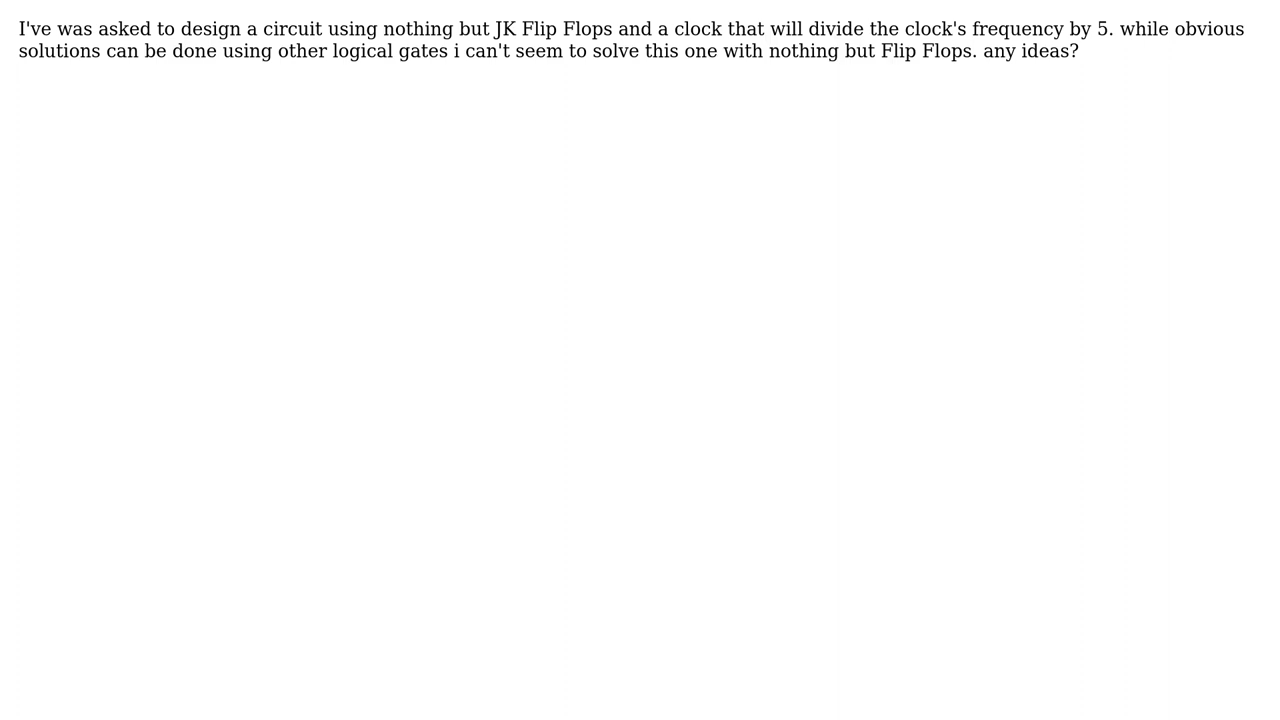 I've was asked to design a circuit using nothing but JK Flip Flops and a clock that will divide the clock's frequency by 5. while obvious
solutions can be done using other logical gates i can't seem to solve this one with nothing but Flip Flops. any ideas?